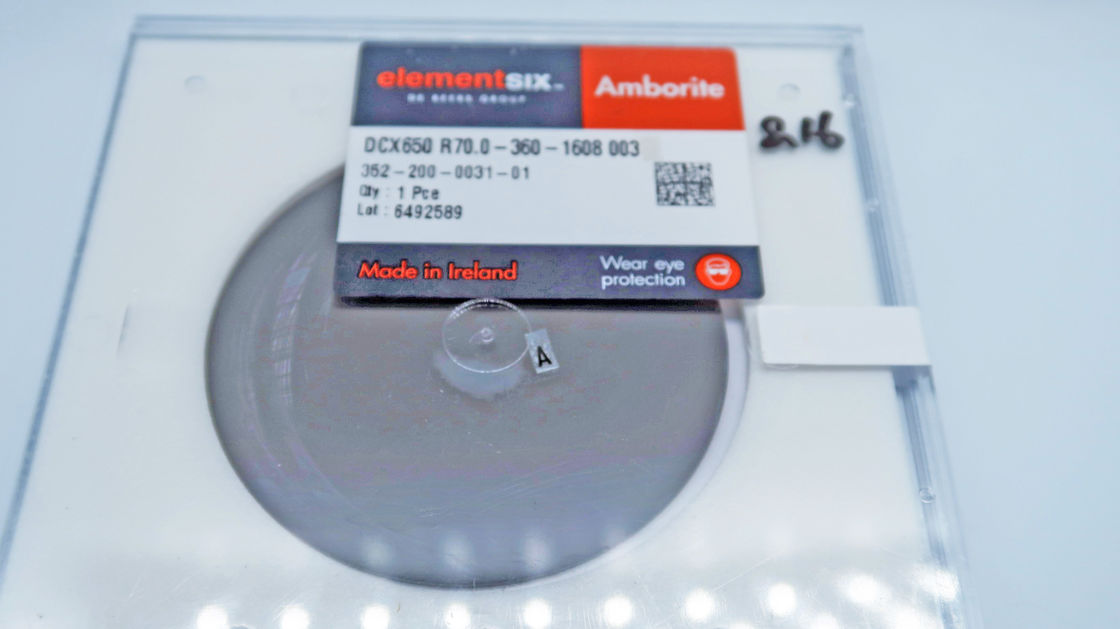 elementsix™
DE BEERS GROUP
Amborite
DCX650 R70.0-360-1608 003
352-200-0031-01
Qty : 1 Pce
Lot : 6492589
Made in Ireland
Wear eye
protection
A